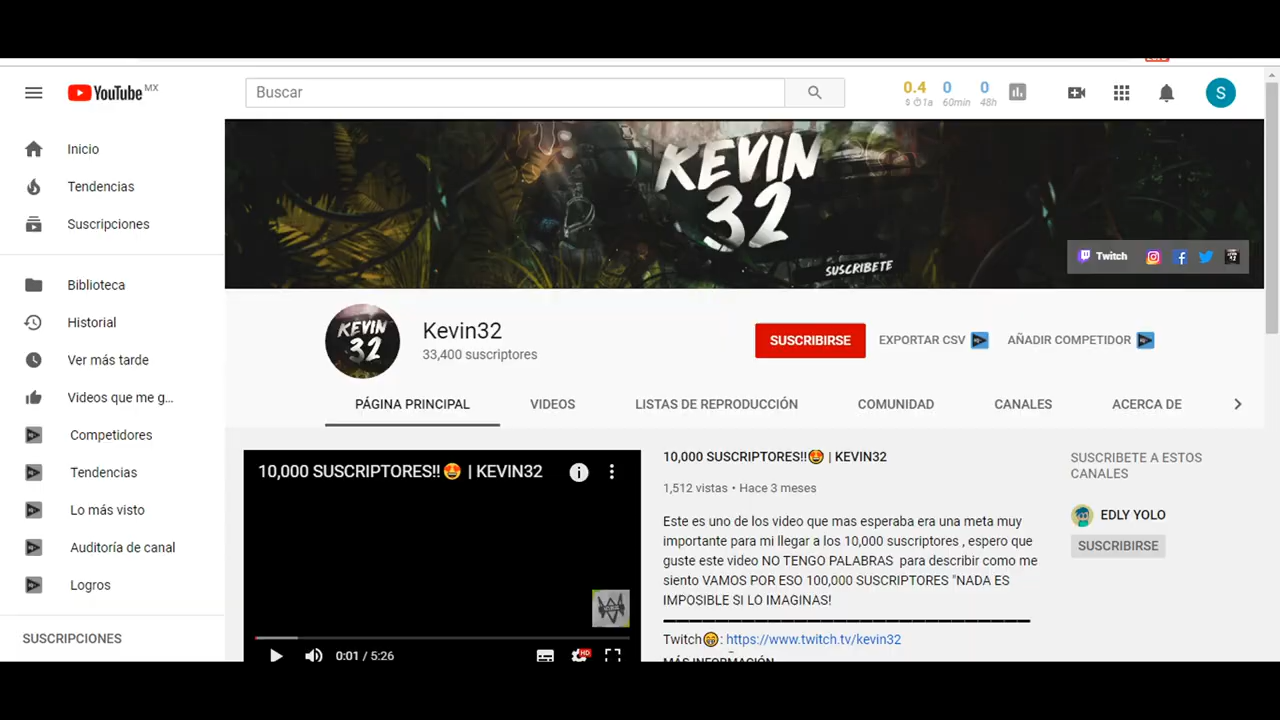 YouTube MX
Buscar
0.4 0 0
$ 1a 60min 48h
S
Inicio
Tendencias
Suscripciones
Biblioteca
Historial
Ver más tarde
Videos que me g...
Competidores
Tendencias
Lo más visto
Auditoría de canal
Logros
SUSCRIPCIONES
KEVIN
32
SUSCRIBETE
Twitch
KEVIN
32
Kevin32
33,400 suscriptores
SUSCRIBIRSE
EXPORTAR CSV
AÑADIR COMPETIDOR
PÁGINA PRINCIPAL
VIDEOS
LISTAS DE REPRODUCCIÓN
COMUNIDAD
CANALES
ACERCA DE
10,000 SUSCRIPTORES!!🤩 | KEVIN32
0:01 / 5:26
HD
10,000 SUSCRIPTORES!!🤩 | KEVIN32
1,512 vistas • Hace 3 meses
Este es uno de los video que mas esperaba era una meta muy
importante para mi llegar a los 10,000 suscriptores , espero que
guste este video NO TENGO PALABRAS para describir como me
siento VAMOS POR ESO 100,000 SUSCRIPTORES "NADA ES
IMPOSIBLE SI LO IMAGINAS!
Twitch😁: https://www.twitch.tv/kevin32
MÁS INFORMACIÓN
SUSCRIBETE A ESTOS
CANALES
EDLY YOLO
SUSCRIBIRSE